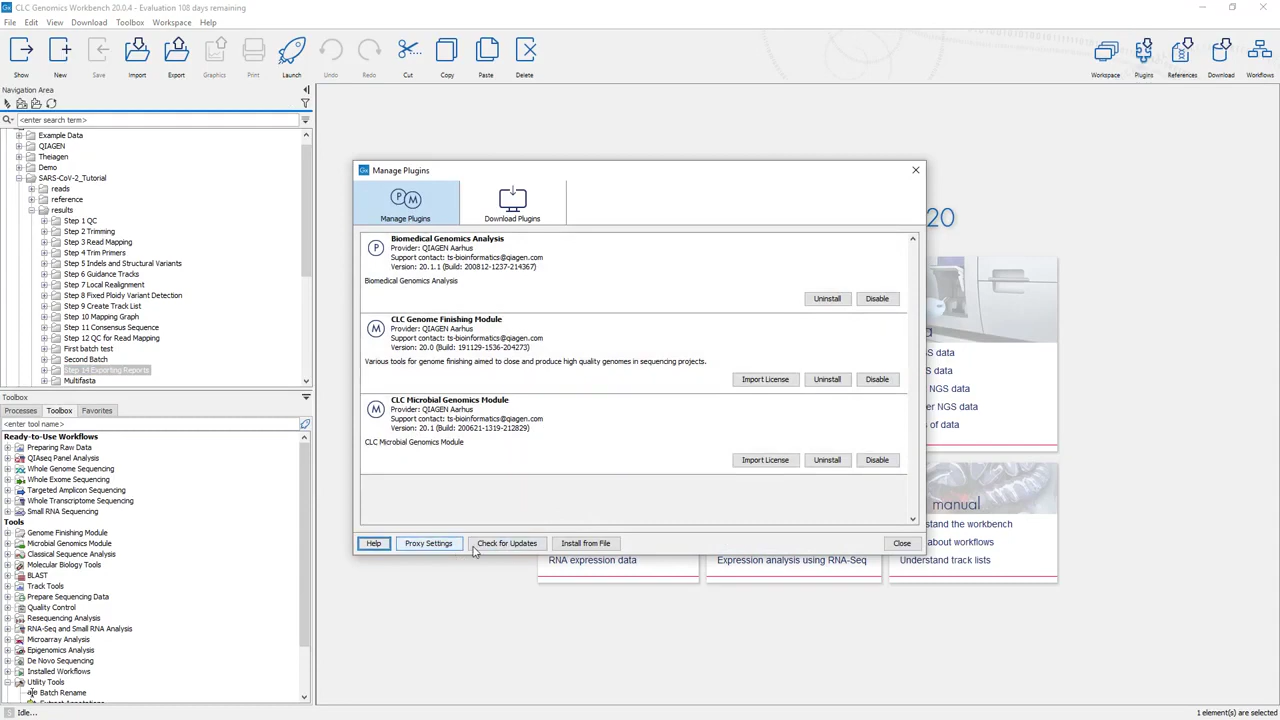 CLC Genomics Workbench 20.0.4 - Evaluation 108 days remaining
File Edit View Download Toolbox Workspace Help
Show New Save Import Export Graphics Print Launch Undo Redo Cut Copy Paste Delete Workspace Plugins References Download Workflows
Navigation Area
<enter search term>
Example Data
QIAGEN
Theiagen
Demo
SARS-CoV-2_Tutorial
reads
reference
results
Step 1 QC
Step 2 Trimming
Step 3 Read Mapping
Step 4 Trim Primers
Step 5 Indels and Structural Variants
Step 6 Guidance Tracks
Step 7 Local Realignment
Step 8 Fixed Ploidy Variant Detection
Step 9 Create Track List
Step 10 Mapping Graph
Step 11 Consensus Sequence
Step 12 QC for Read Mapping
First batch test
Second Batch
Step 14 Exporting Reports
Multifasta
Toolbox
Processes Toolbox Favorites
<enter tool name>
Ready-to-Use Workflows
Preparing Raw Data
QIAseq Panel Analysis
Whole Genome Sequencing
Whole Exome Sequencing
Targeted Amplicon Sequencing
Whole Transcriptome Sequencing
Small RNA Sequencing
Tools
Genome Finishing Module
Microbial Genomics Module
Classical Sequence Analysis
Molecular Biology Tools
BLAST
Track Tools
Prepare Sequencing Data
Quality Control
Resequencing Analysis
RNA-Seq and Small RNA Analysis
Microarray Analysis
Epigenomics Analysis
De Novo Sequencing
Installed Workflows
Utility Tools
Batch Rename
Idle...
1 element(s) are selected
Manage Plugins
Manage Plugins Download Plugins
P
Biomedical Genomics Analysis
Provider: QIAGEN Aarhus
Support contact: ts-bioinformatics@qiagen.com
Version: 20.1.1 (Build: 200812-1237-214367)
Biomedical Genomics Analysis
Uninstall Disable
M
CLC Genome Finishing Module
Provider: QIAGEN Aarhus
Support contact: ts-bioinformatics@qiagen.com
Version: 20.0 (Build: 191129-1536-204273)
Various tools for genome finishing aimed to close and produce high quality genomes in sequencing projects.
Import License Uninstall Disable
M
CLC Microbial Genomics Module
Provider: QIAGEN Aarhus
Support contact: ts-bioinformatics@qiagen.com
Version: 20.1 (Build: 200621-1319-212829)
CLC Microbial Genomics Module
Import License Uninstall Disable
Help Proxy Settings Check for Updates Install from File Close
20
data
NGS data
NGS data
of data
manual
the workbench
about workflows
Understand track lists
RNA expression data
Expression analysis using RNA-Seq